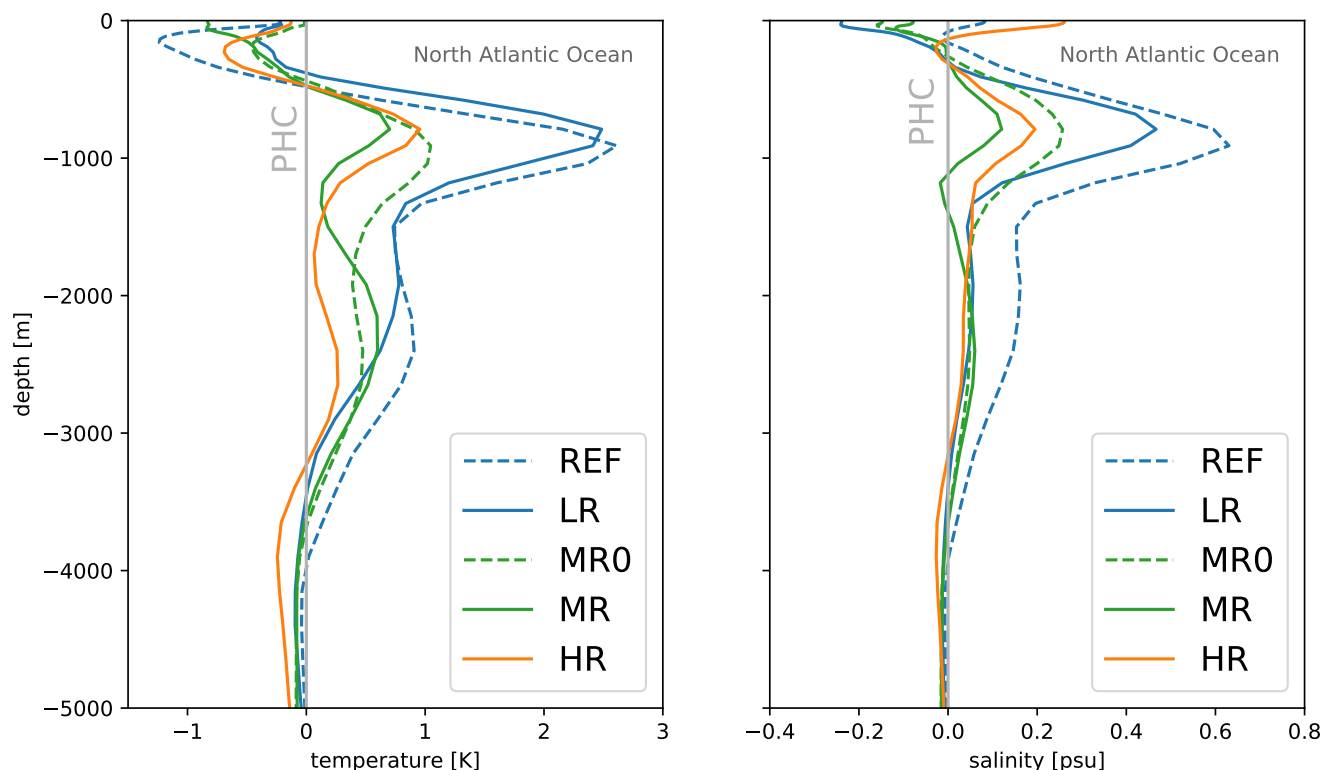 0
−1000
−2000
−3000
−4000
−5000
depth [m]
−1
0
1
2
3
temperature [K]
North Atlantic Ocean
PHC
REF
LR
MR0
MR
HR
−0.4
−0.2
0.0
0.2
0.4
0.6
0.8
salinity [psu]
North Atlantic Ocean
PHC
REF
LR
MR0
MR
HR